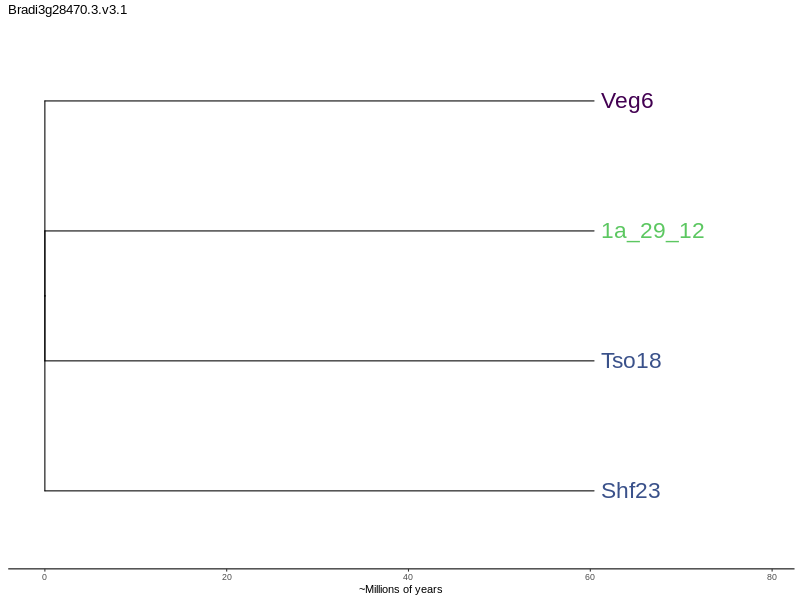 Bradi3g28470.3.v3.1
Veg6
1a_29_12
Tso18
Shf23
0 20 40 60 80
~Millions of years